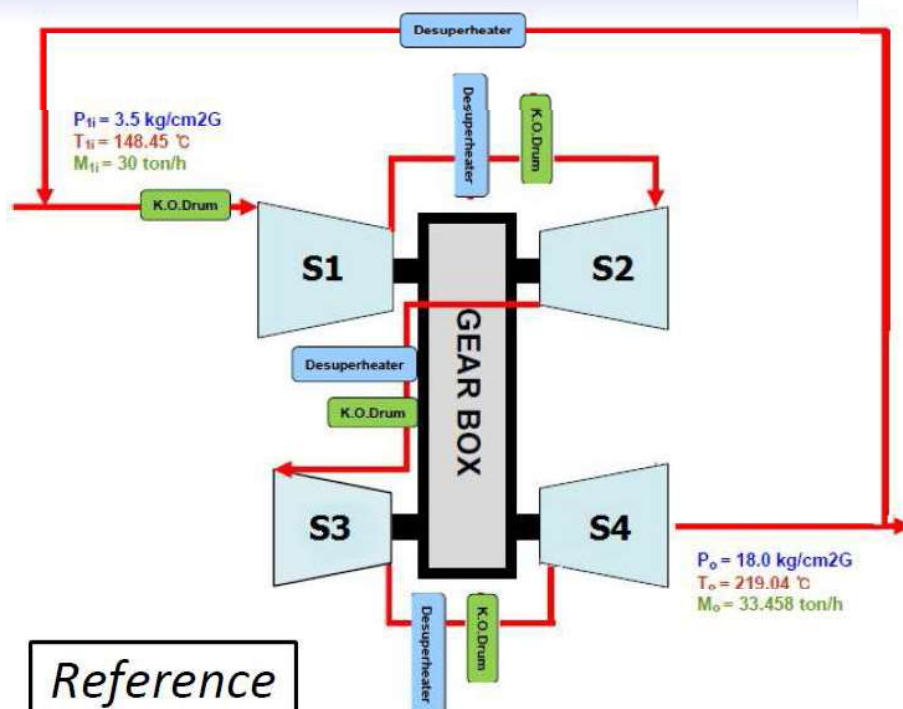 Desuperheater
P1i = 3.5 kg/cm2G
T1i = 148.45 ℃
M1i = 30 ton/h
K.O.Drum
Desuperheater
K.O.Drum
S1
S2
GEAR BOX
Desuperheater
K.O.Drum
S3
S4
Po = 18.0 kg/cm2G
To = 219.04 ℃
Mo = 33.458 ton/h
Desuperheater
K.O.Drum
Reference